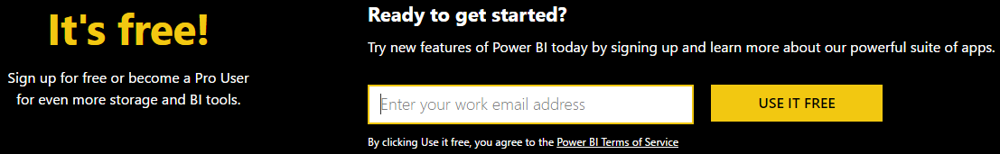 It's free!
Sign up for free or become a Pro User
for even more storage and BI tools.
Ready to get started?
Try new features of Power BI today by signing up and learn more about our powerful suite of apps.
Enter your work email address
USE IT FREE
By clicking Use it free, you agree to the Power BI Terms of Service